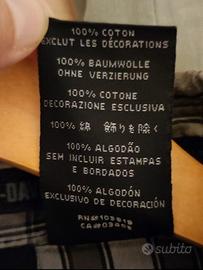 100% COTON
EXCLUT LES DÉCORATIONS
100% BAUMWOLLE
OHNE VERZIERUNG
100% COTONE
DECORAZIONE ESCLUSIVA
100% 綿 飾りを除く
100% ALGODÃO
SEM INCLUIR ESTAMPAS
E BORDADOS
100% ALGODÓN
EXCLUSIVO DE DECORACIÓN
-DA
subito